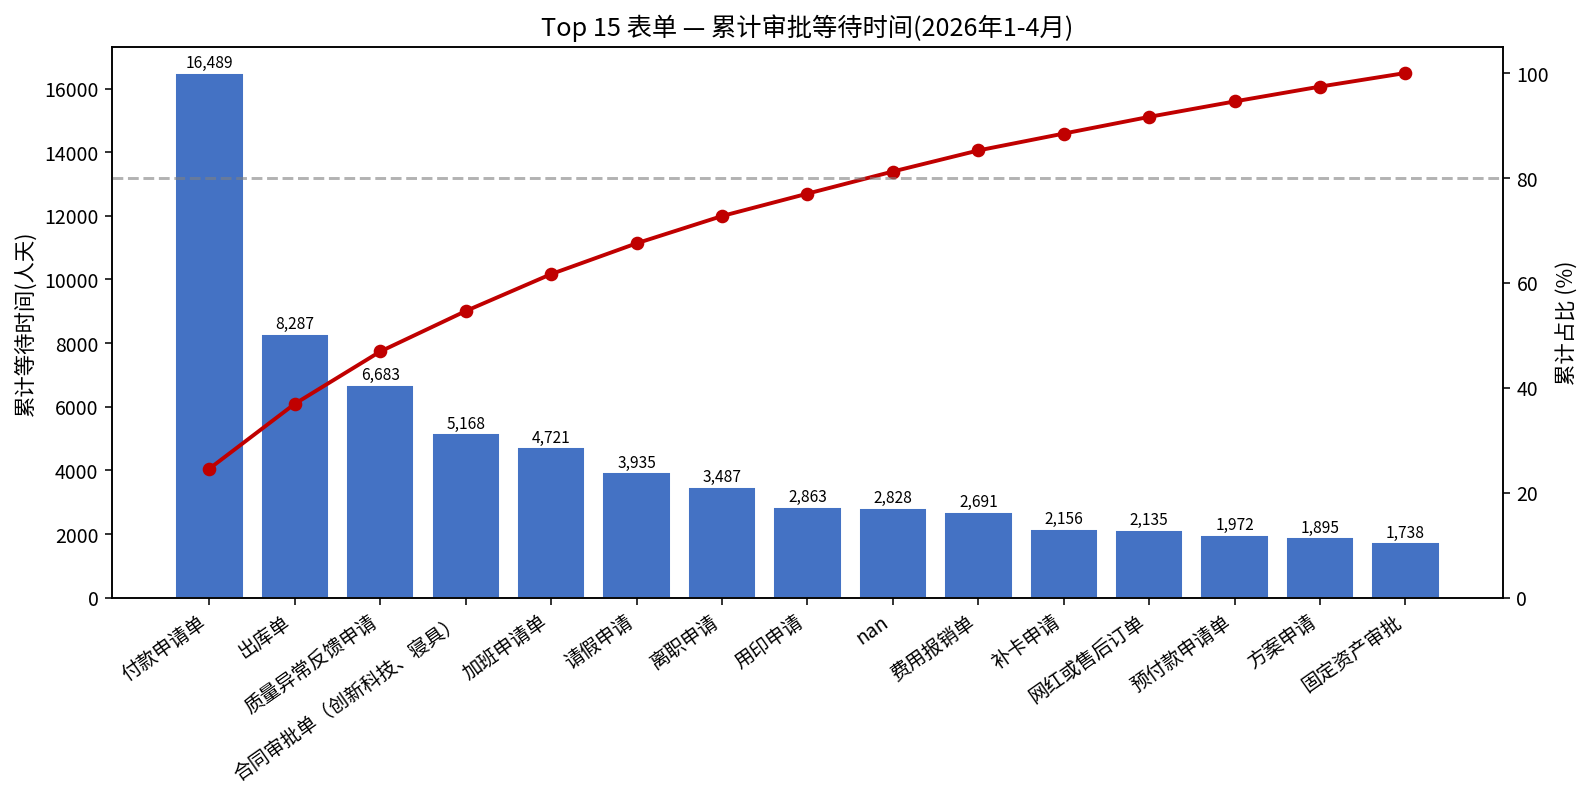 Top 15 表单 — 累计审批等待时间(2026年1-4月)
累计等待时间(人天)
16000
14000
12000
10000
8000
6000
4000
2000
0
16,489
8,287
6,683
5,168
4,721
3,935
3,487
2,863
2,828
2,691
2,156
2,135
1,972
1,895
1,738
100
80
60
40
20
0
累计占比 (%)
付款申请单
出库单
质量异常反馈申请
合同审批单（创新科技、寝具）
加班申请单
请假申请
离职申请
用印申请
nan
费用报销单
补卡申请
网红或售后订单
预付款申请单
方案申请
固定资产审批